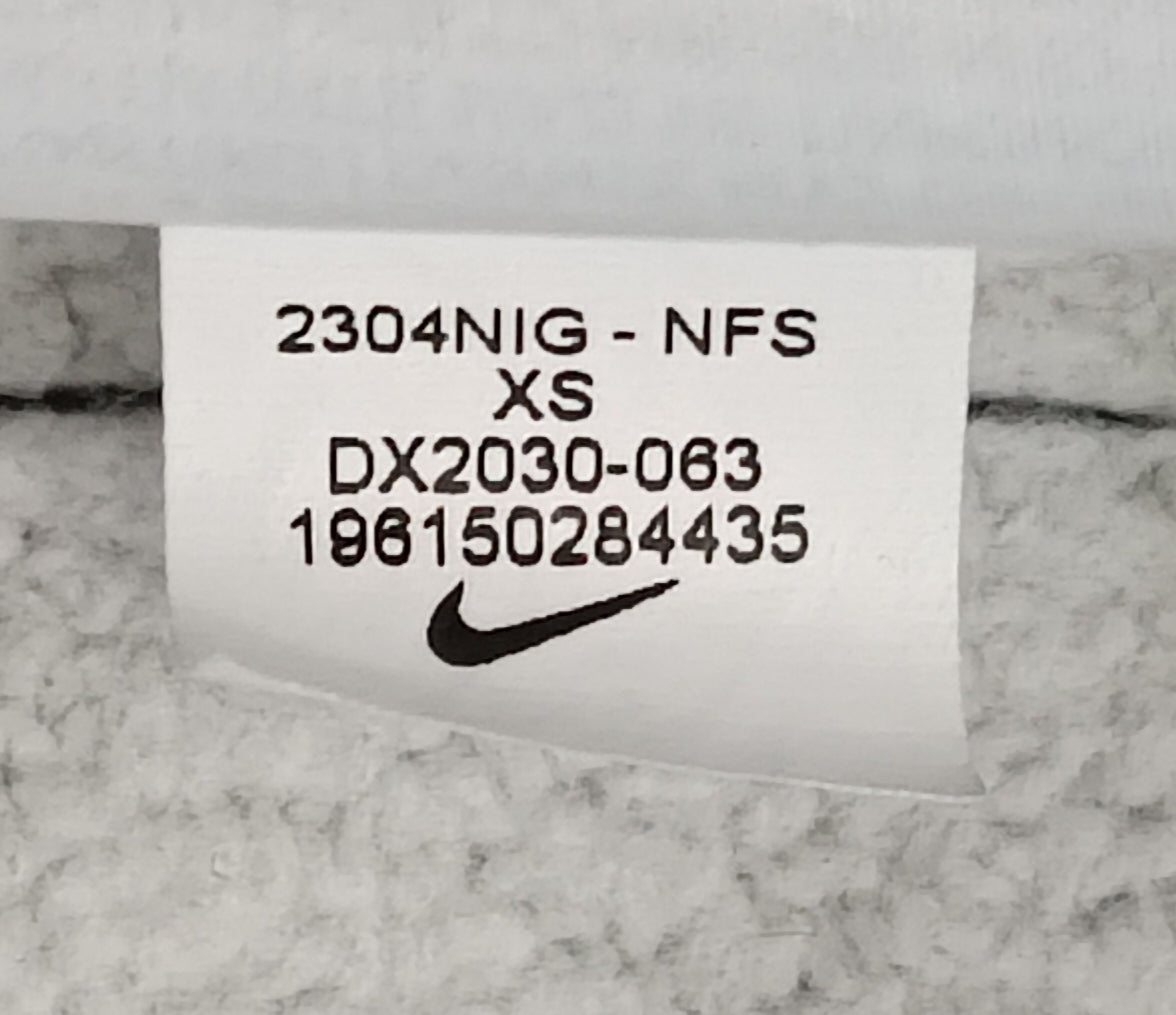 2304NIG - NFS
XS
DX2030-063
196150284435